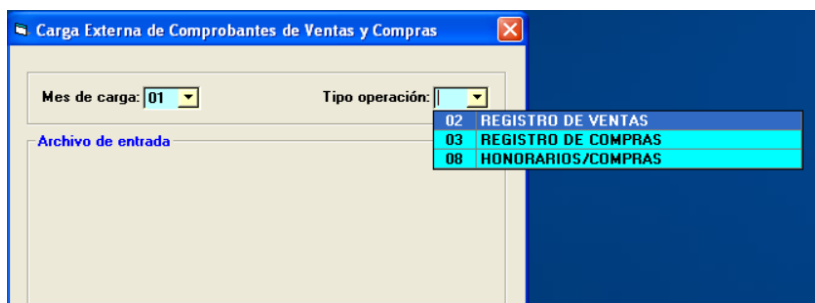 Carga Externa de Comprobantes de Ventas y Compras
Mes de carga: 01 Tipo operación:
02 REGISTRO DE VENTAS
03 REGISTRO DE COMPRAS
08 HONORARIOS/COMPRAS
Archivo de entrada